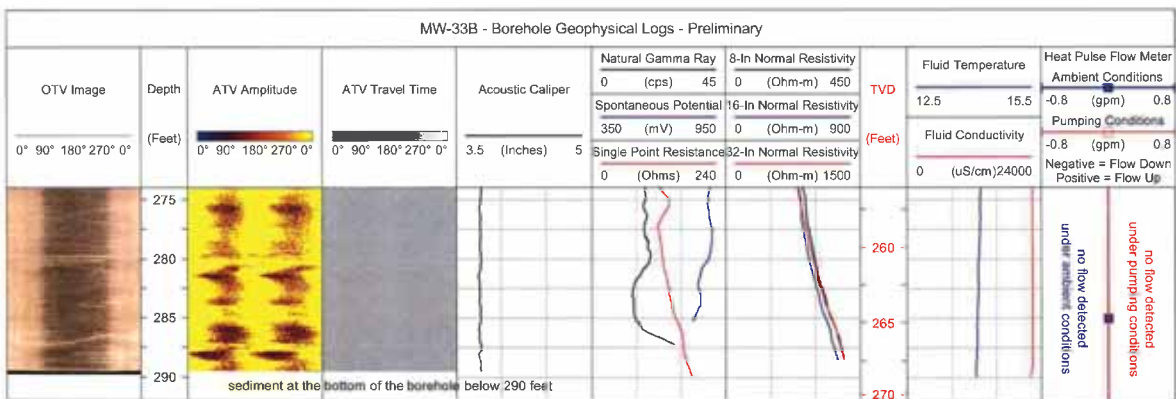 MW-33B - Borehole Geophysical Logs - Preliminary
OTV Image
0° 90° 180° 270° 0°
Depth
(Feet)
ATV Amplitude
0° 90° 180° 270° 0°
ATV Travel Time
0° 90° 180° 270° 0°
Acoustic Caliper
3.5 (Inches) 5
Natural Gamma Ray
0 (cps) 45
Spontaneous Potential
350 (mV) 950
Single Point Resistance
0 (Ohms) 240
8-In Normal Resistivity
0 (Ohm-m) 450
16-In Normal Resistivity
0 (Ohm-m) 900
32-In Normal Resistivity
0 (Ohm-m) 1500
TVD
(Feet)
Fluid Temperature
12.5 15.5
Fluid Conductivity
0 (uS/cm) 24000
Heat Pulse Flow Meter
Ambient Conditions
-0.8 (gpm) 0.8
Pumping Conditions
-0.8 (gpm) 0.8
Negative = Flow Down
Positive = Flow Up
275
280
285
290
260
265
270
no flow detected
under ambient conditions
no flow detected
under pumping conditions
sediment at the bottom of the borehole below 290 feet